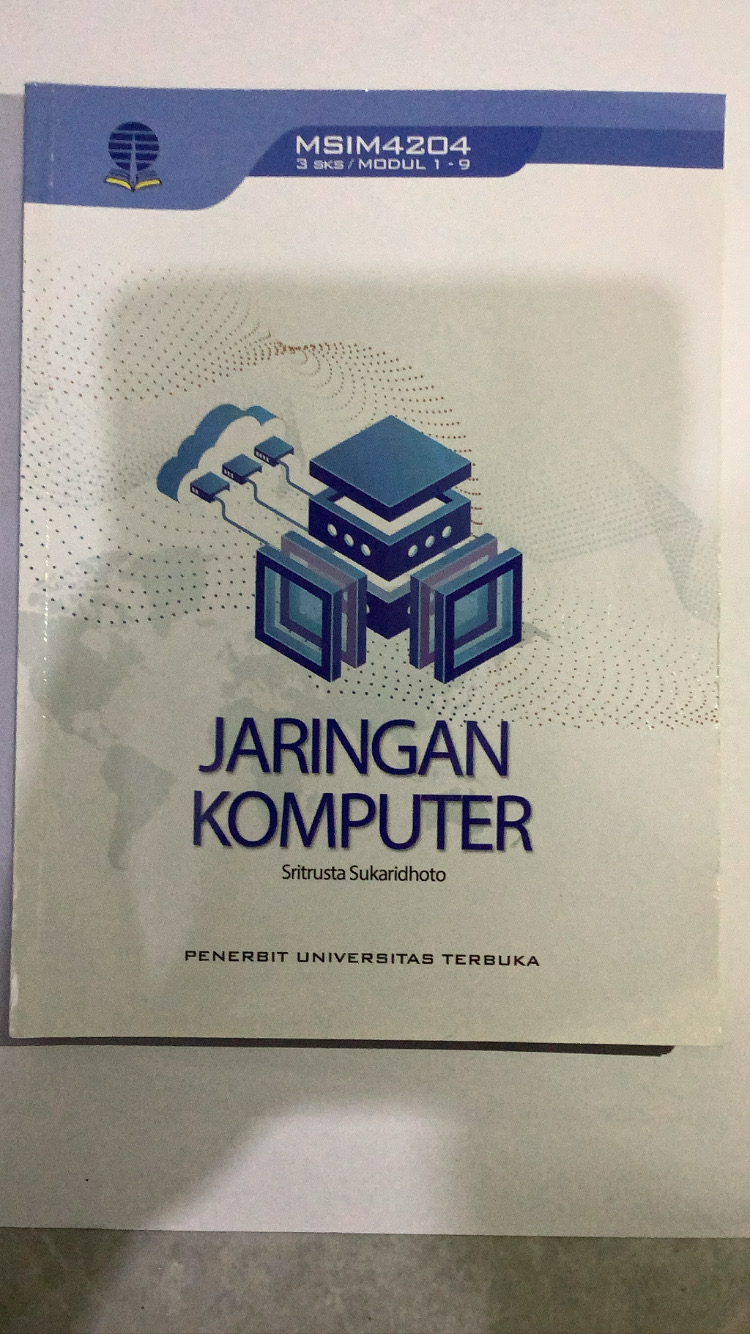 MSIM4204
3 SKS / MODUL 1 - 9
JARINGAN
KOMPUTER
Sritrusta Sukaridhoto
PENERBIT UNIVERSITAS TERBUKA